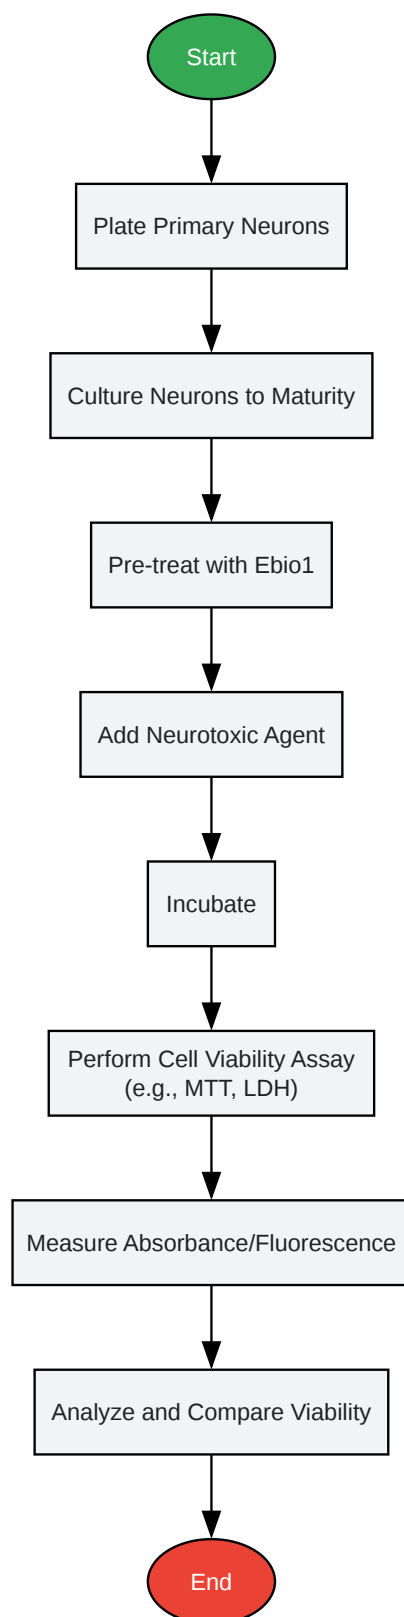 Start
Plate Primary Neurons
Culture Neurons to Maturity
Pre-treat with Ebio1
Add Neurotoxic Agent
Incubate
Perform Cell Viability Assay
(e.g., MTT, LDH)
Measure Absorbance/Fluorescence
Analyze and Compare Viability
End